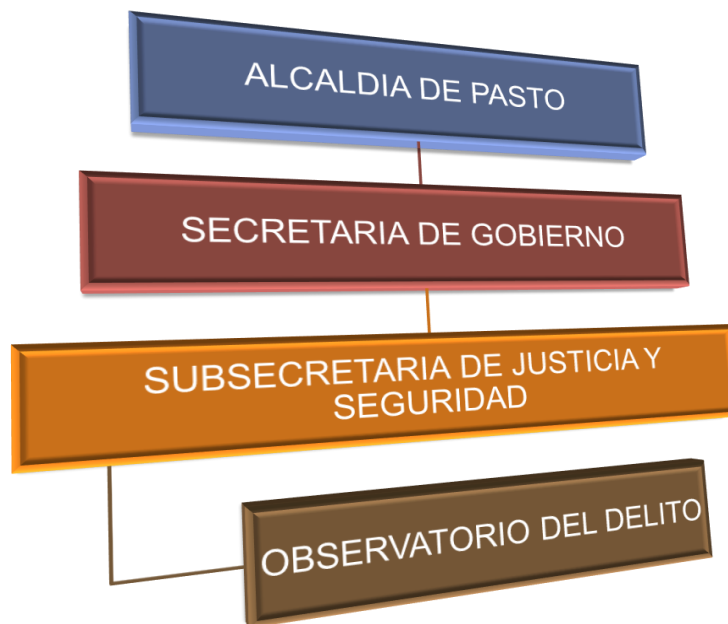 ALCALDIA DE PASTO
SECRETARIA DE GOBIERNO
SUBSECRETARIA DE JUSTICIA Y
SEGURIDAD
OBSERVATORIO DEL DELITO